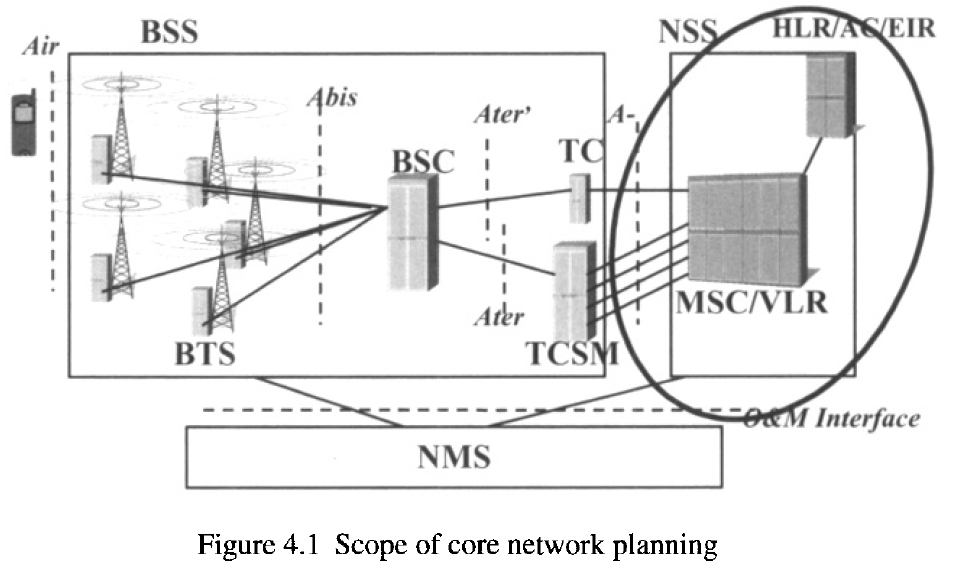 BSS
NSS
HLR/AC/EIR
Air
Abis
Ater’
A-
BSC
TC
MSC/VLR
Ater
BTS
TCSM
O&M Interface
NMS
Figure 4.1 Scope of core network planning